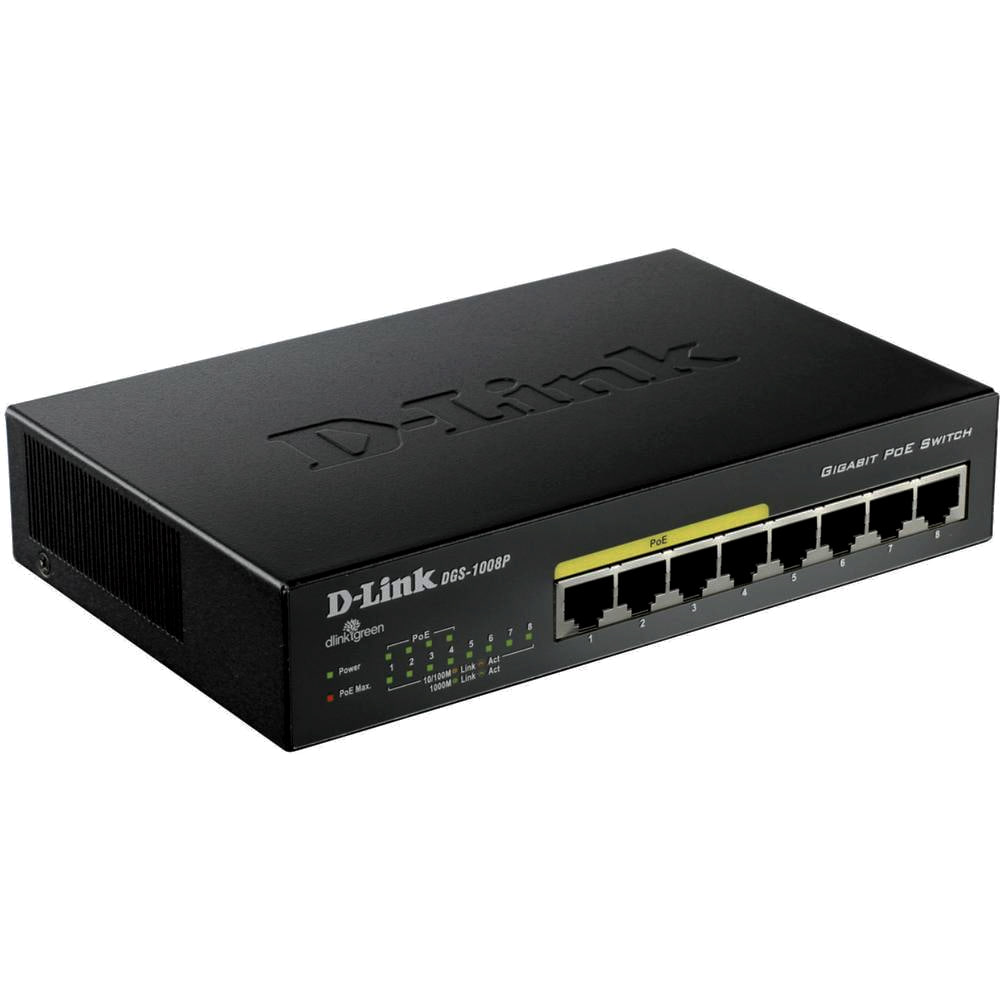 D-Link
GIGABIT POE SWITCH
PoE
D-Link DGS-1008P
dlinkgreen
1 2 3 4 5 6 7 8
PoE
Power
1 2 3 4 5 6 7 8
PoE Max.
10/100M Link Act
1000M Link Act